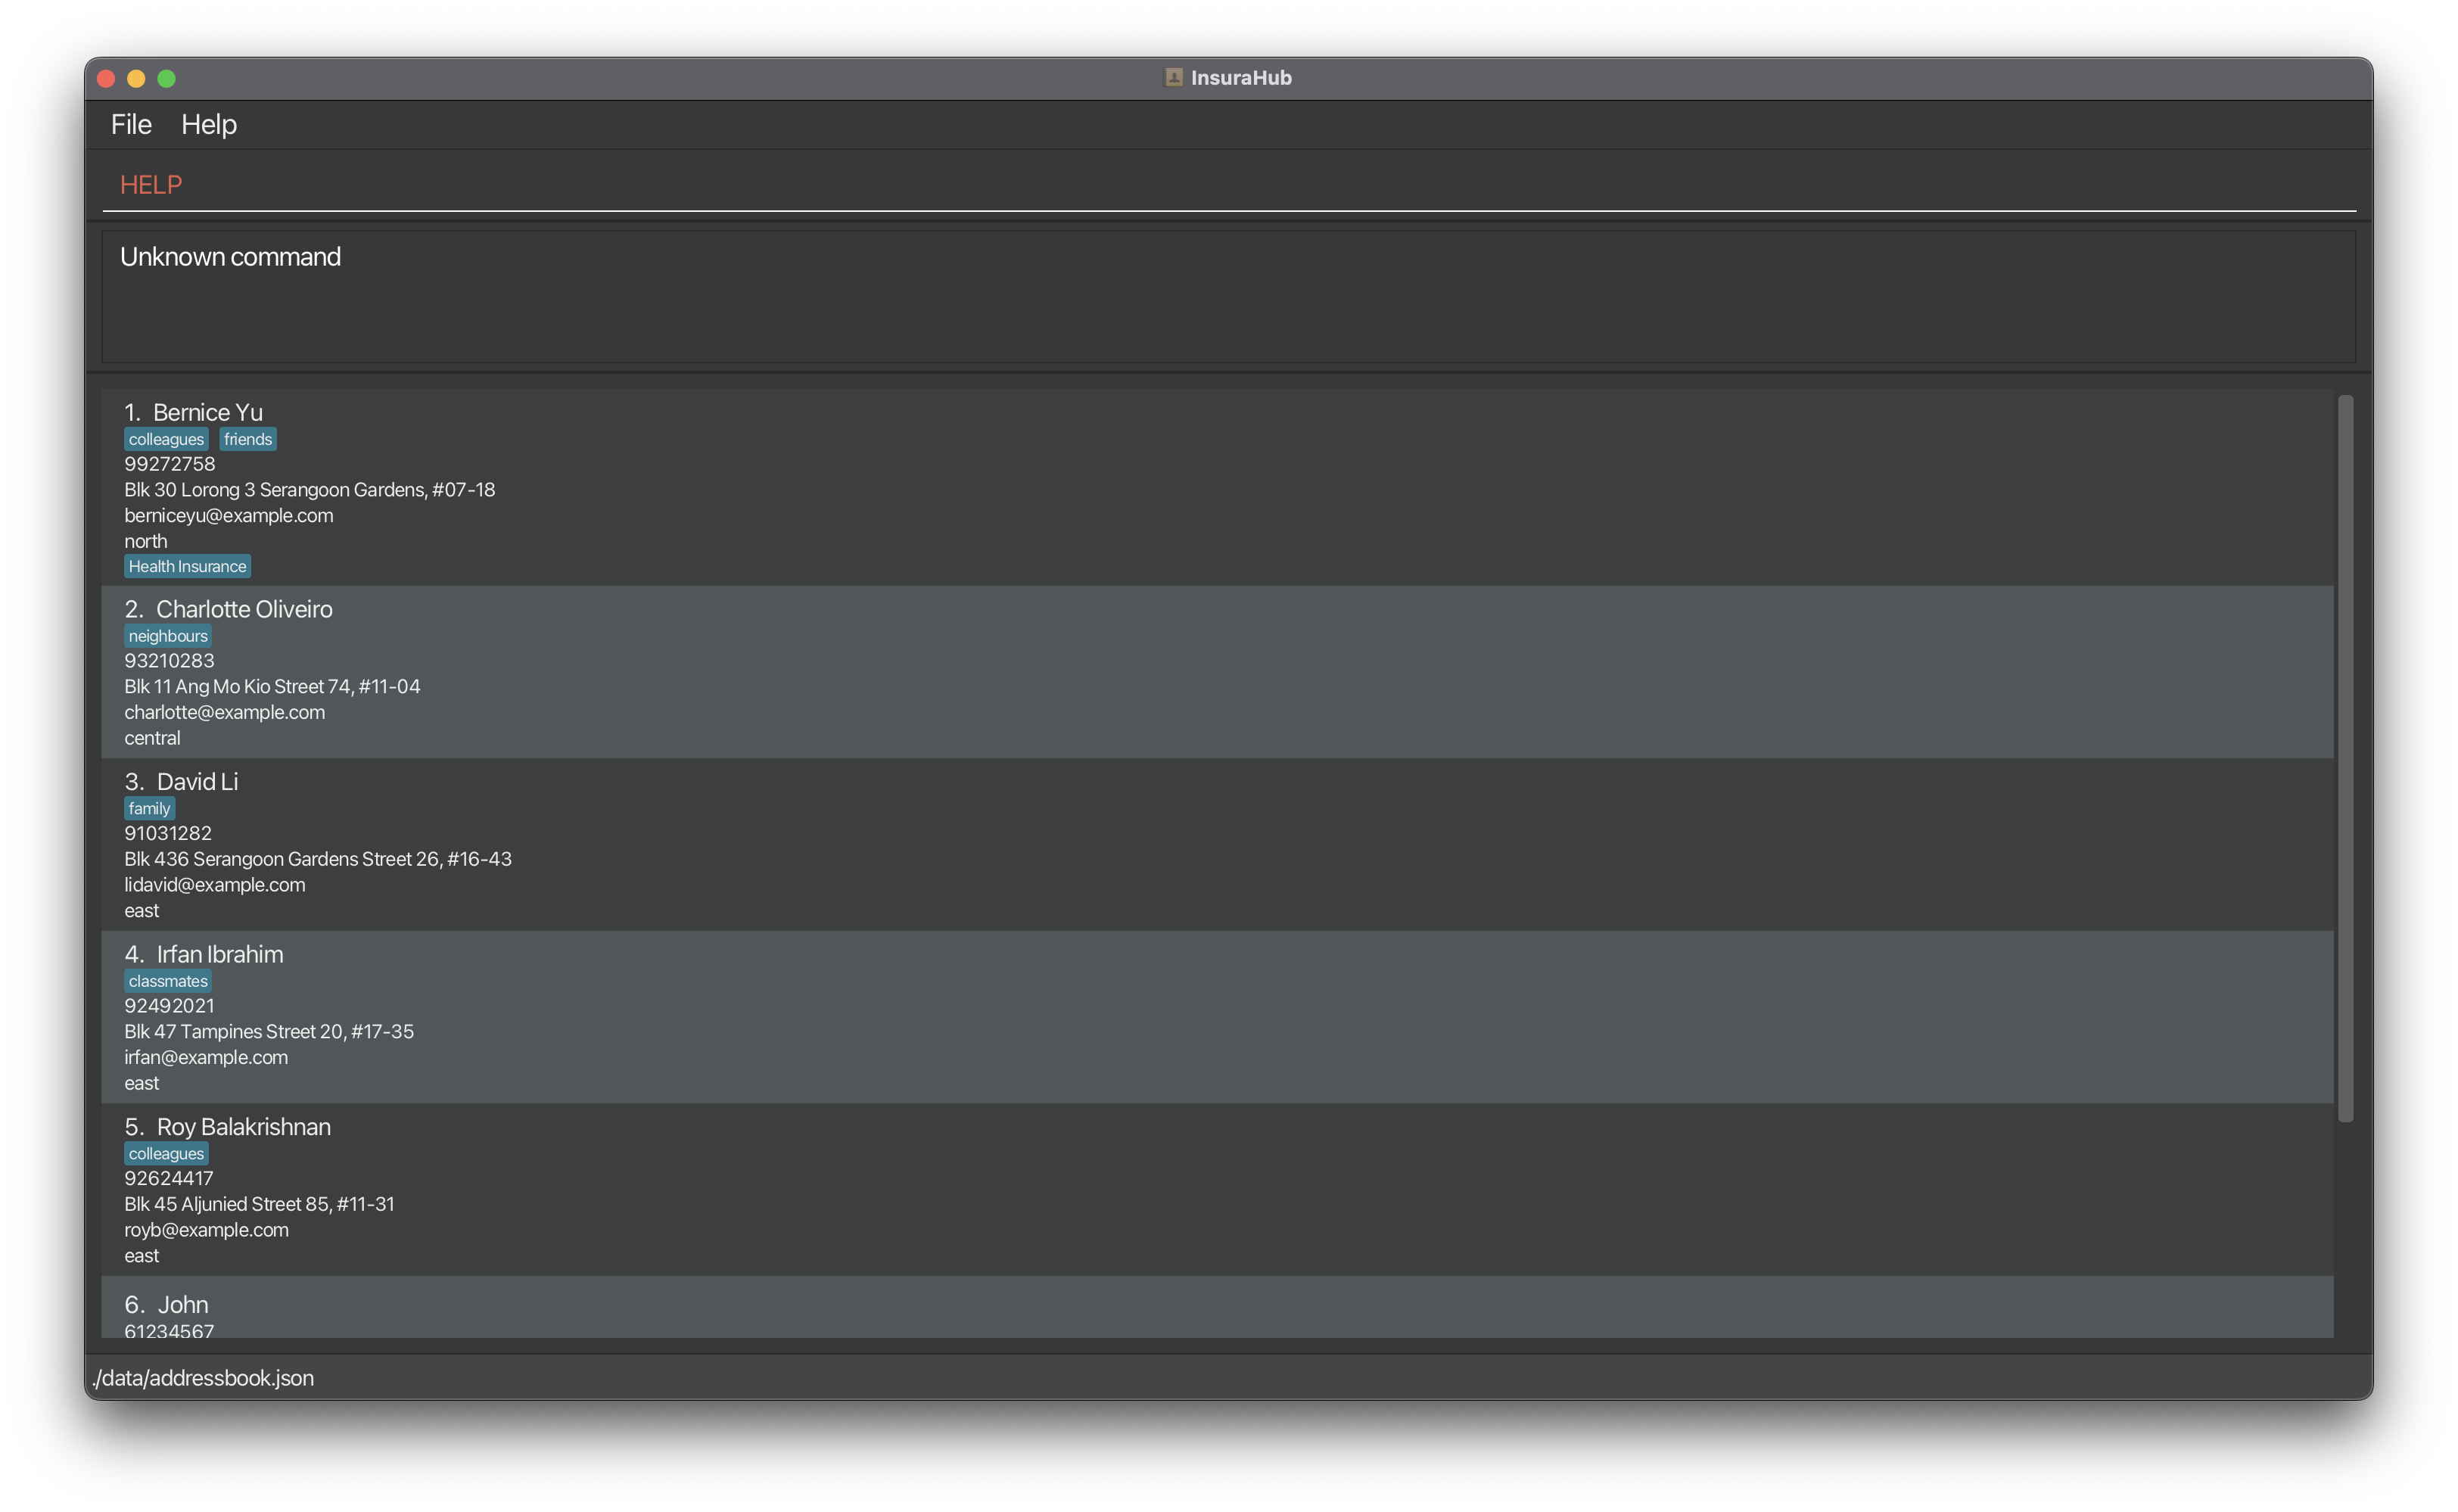 InsuraHub
File Help
HELP
Unknown command
1. Bernice Yu
colleagues friends
99272758
Blk 30 Lorong 3 Serangoon Gardens, #07-18
berniceyu@example.com
north
Health Insurance
2. Charlotte Oliveiro
neighbours
93210283
Blk 11 Ang Mo Kio Street 74, #11-04
charlotte@example.com
central
3. David Li
family
91031282
Blk 436 Serangoon Gardens Street 26, #16-43
lidavid@example.com
east
4. Irfan Ibrahim
classmates
92492021
Blk 47 Tampines Street 20, #17-35
irfan@example.com
east
5. Roy Balakrishnan
colleagues
92624417
Blk 45 Aljunied Street 85, #11-31
royb@example.com
east
6. John
61234567
./data/addressbook.json